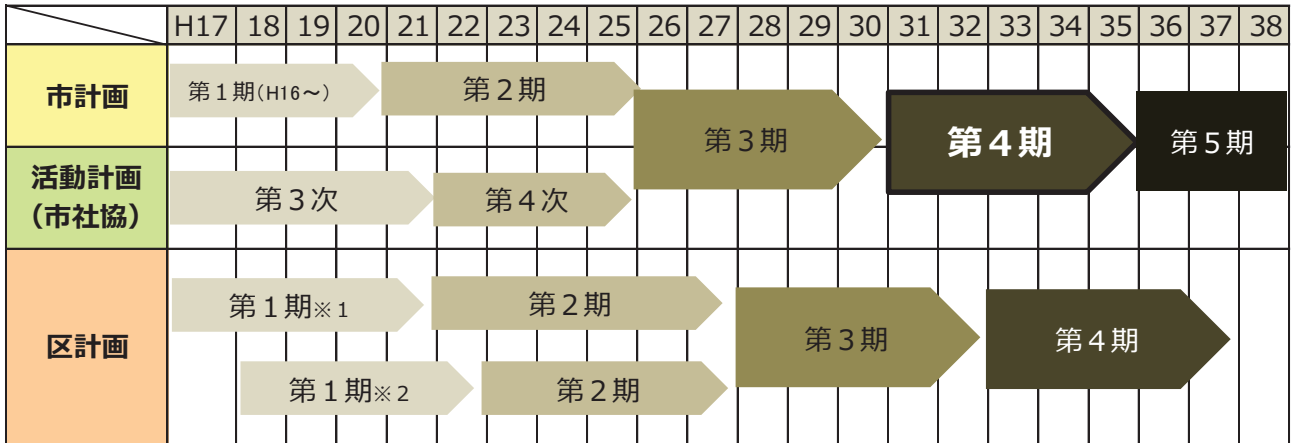 H17 18 19 20 21 22 23 24 25 26 27 28 29 30 31 32 33 34 35 36 37 38
市計画
第１期(H16～)
第２期
第３期
第４期
第５期
活動計画
（市社協）
第３次
第４次
区計画
第１期※１
第２期
第３期
第４期
第１期※２
第２期